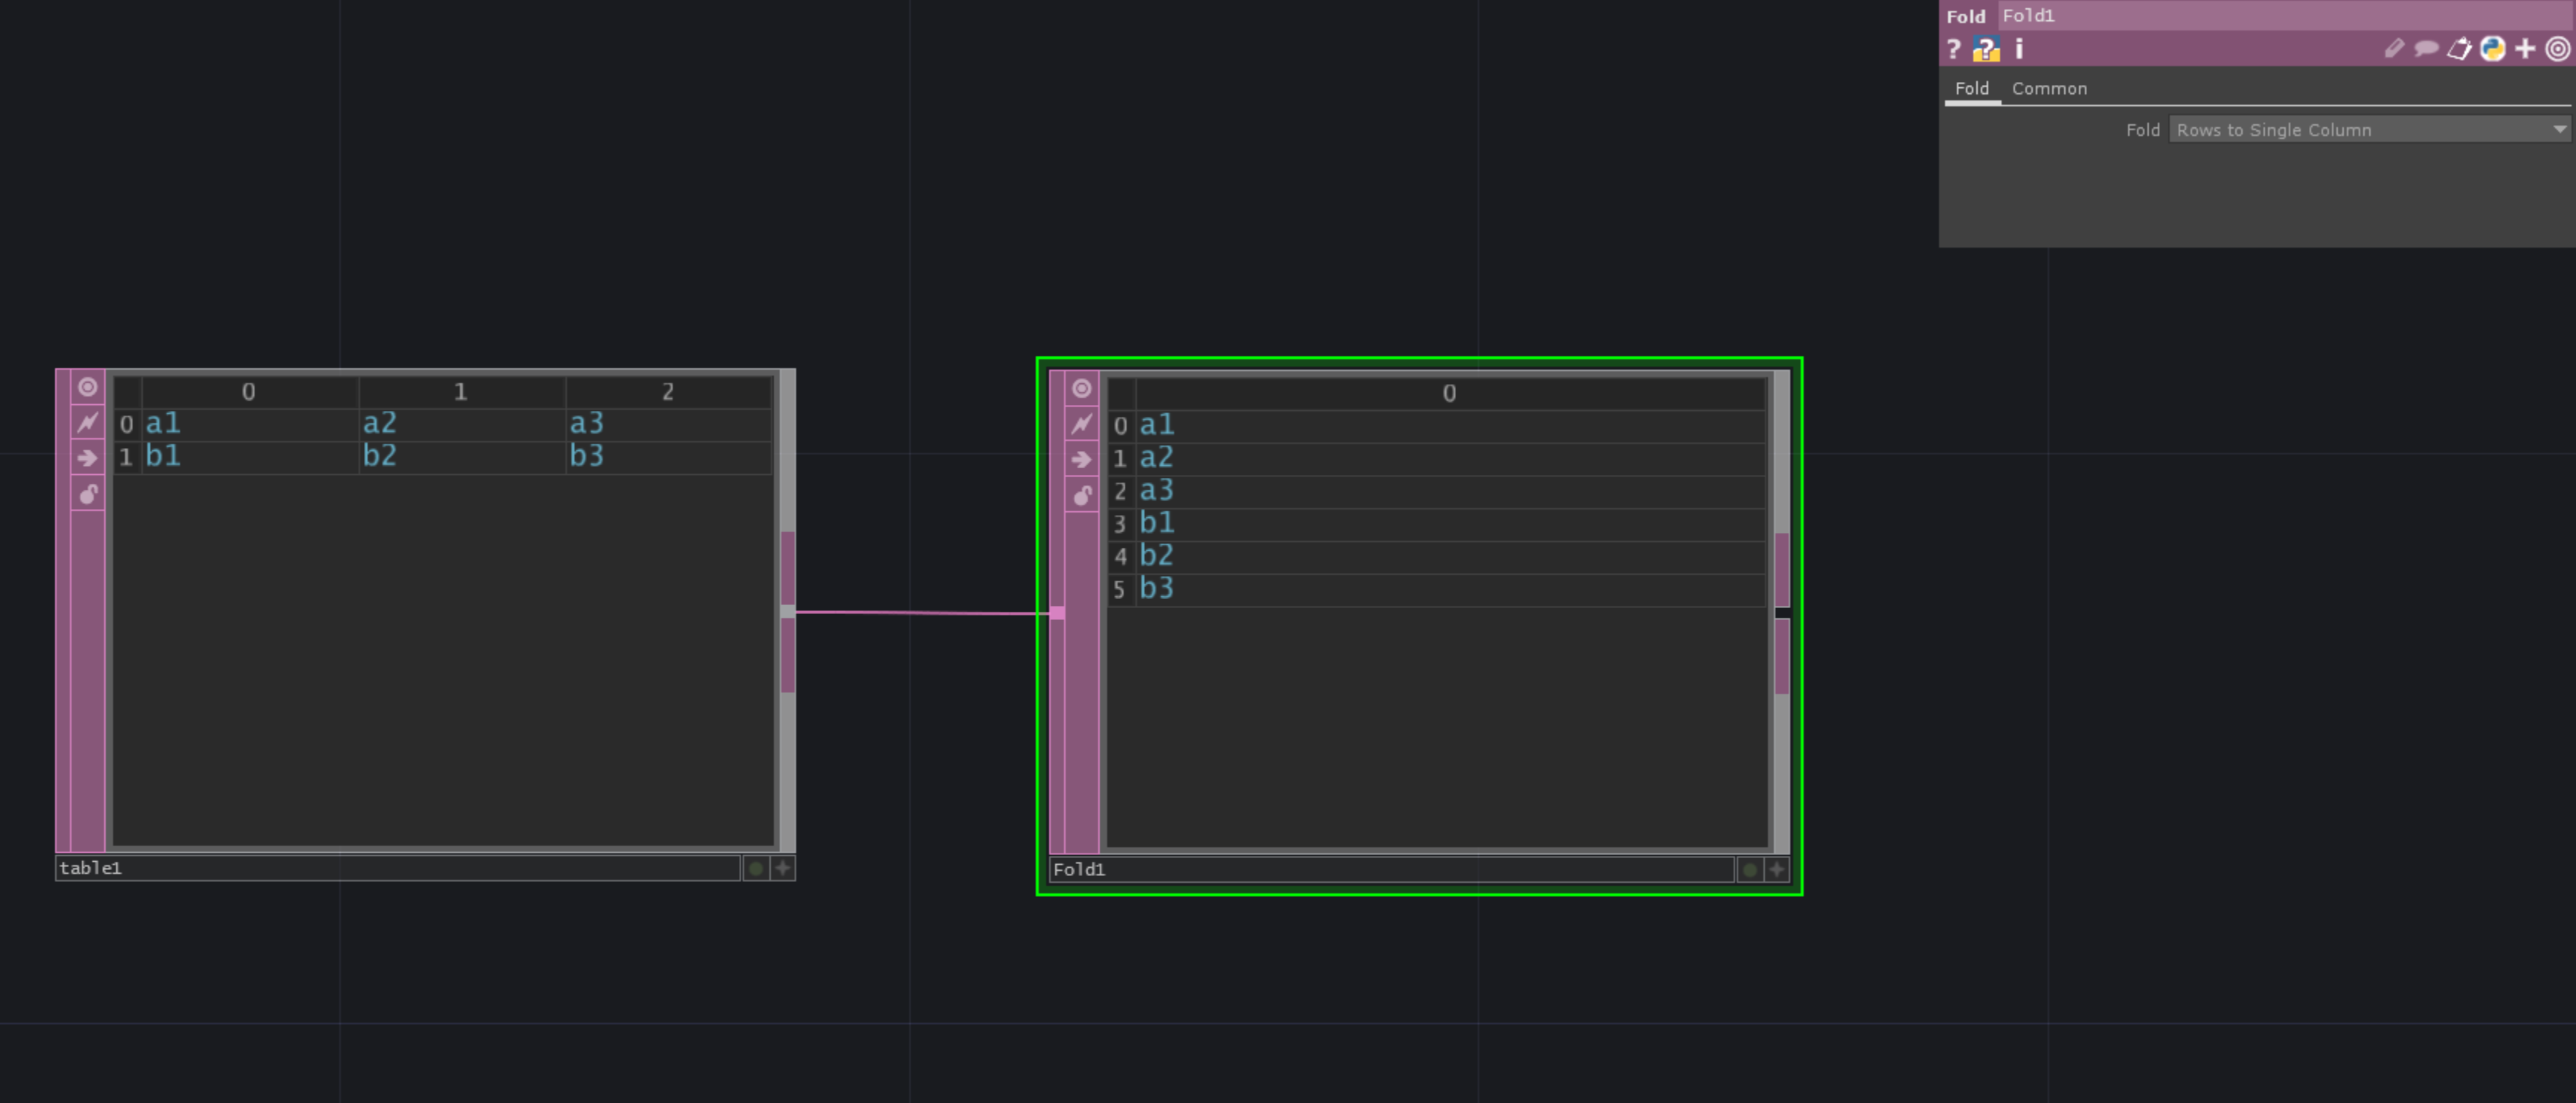 Fold Fold1
? ? i
Fold Common
Fold Rows to Single Column
0 1 2
0 a1 a2 a3
1 b1 b2 b3
table1
0
0 a1
1 a2
2 a3
3 b1
4 b2
5 b3
Fold1